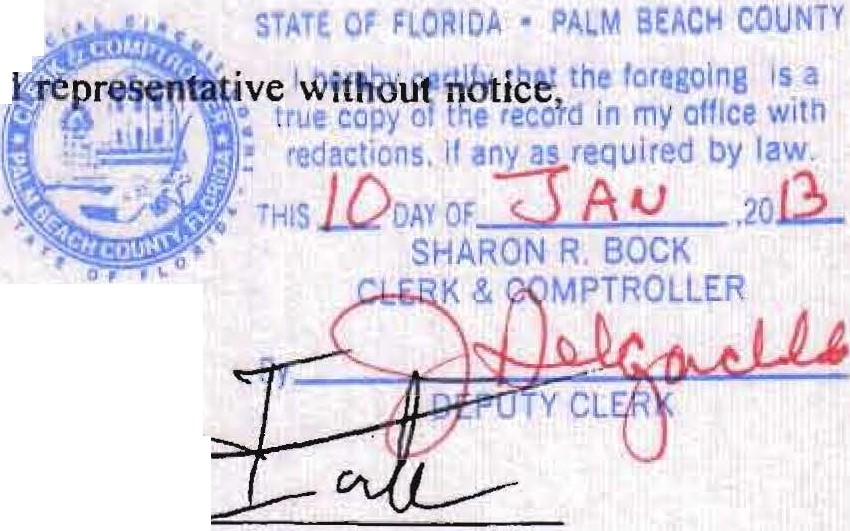 STATE OF FLORIDA • PALM BEACH COUNTY
l representative without notice,
I hereby certify that the foregoing is a
true copy of the record in my office with
redactions, if any as required by law.
THIS 10 DAY OF JAN ,2013
SHARON R. BOCK
CLERK & COMPTROLLER
By
DEPUTY CLERK
CLERK & COMPTROLLER
PALM BEACH COUNTY, FLORIDA
STATE OF FLORIDA